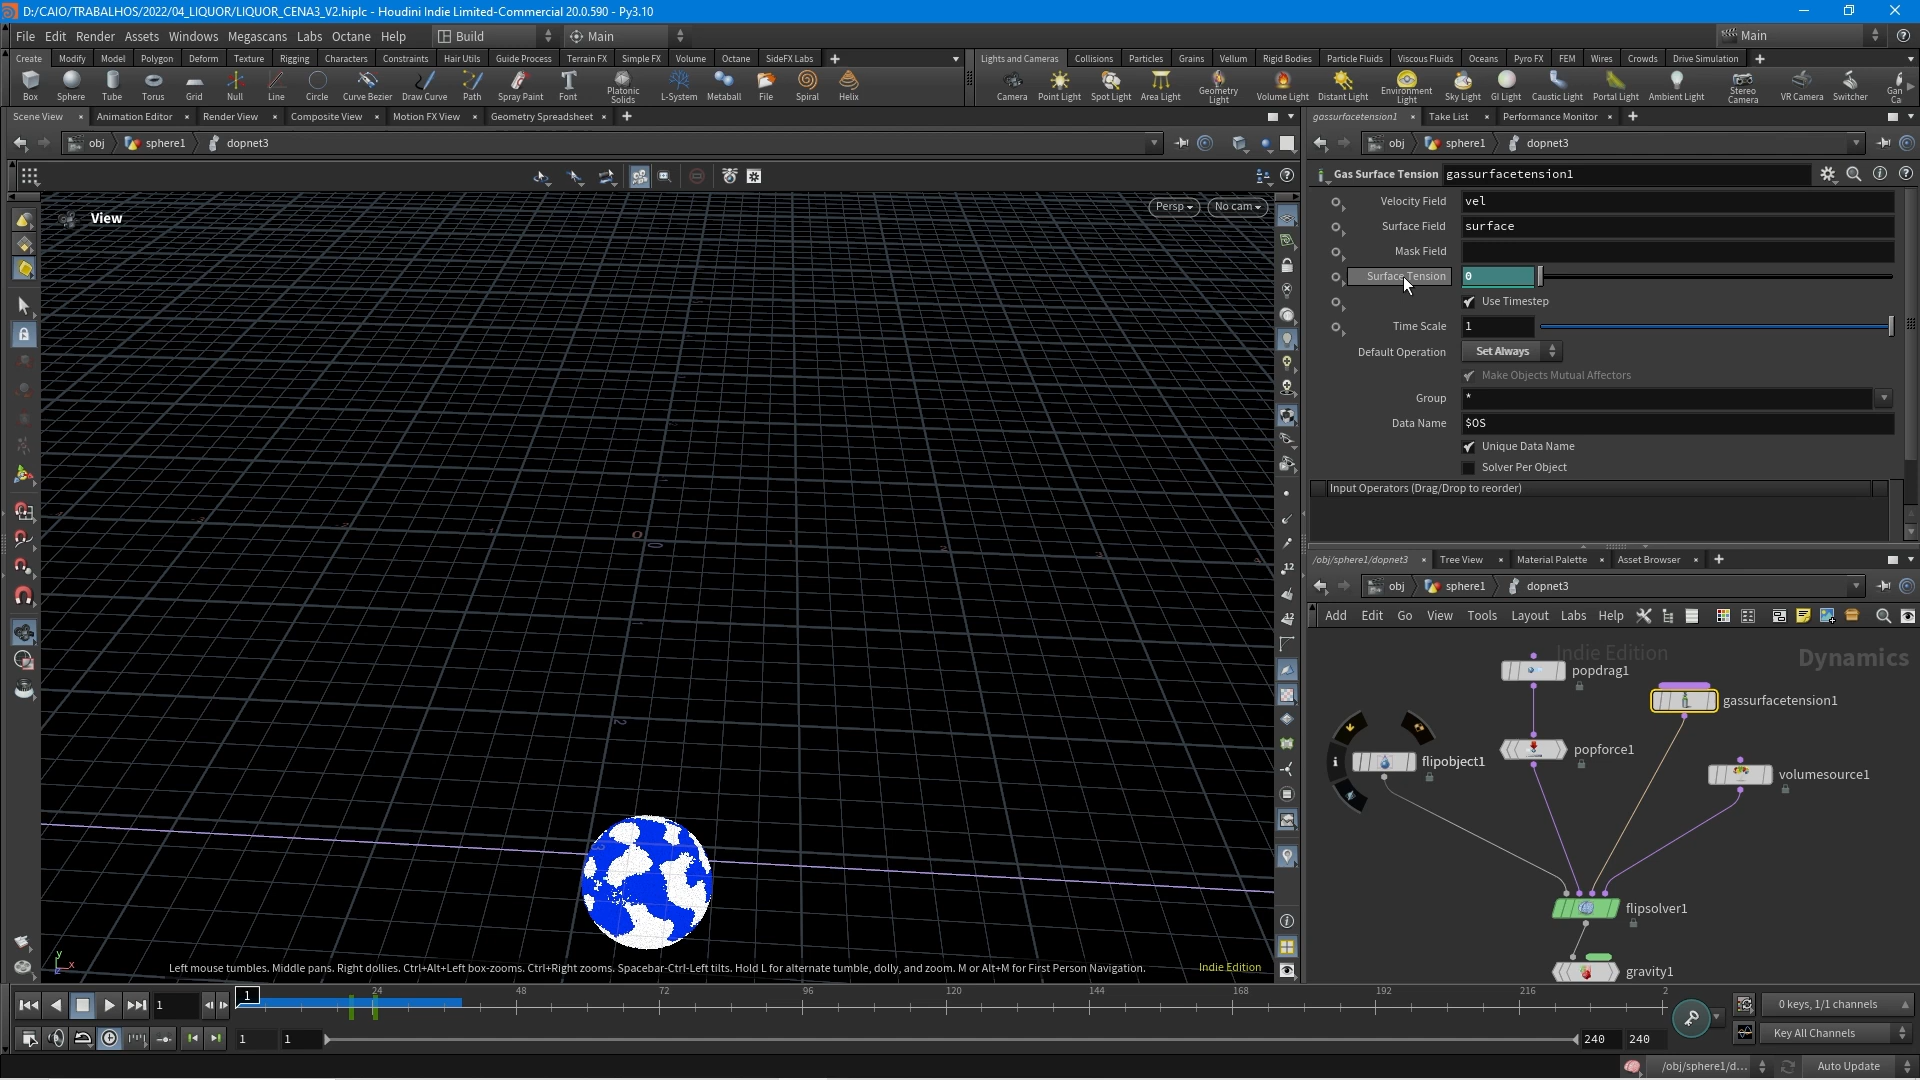 D:/CAIO/TRABALHOS/2022/04_LIQUOR/LIQUOR_CENA3_V2.hiplc - Houdini Indie Limited-Commercial 20.0.590 - Py3.10
File Edit Render Assets Windows Megascans Labs Octane Help Build Main Main
Create Modify Model Polygon Deform Texture Rigging Characters Constraints Hair Utils Guide Process Terrain FX Simple FX Volume Octane SideFX Labs
Lights and Cameras Collisions Particles Grains Vellum Rigid Bodies Particle Fluids Viscous Fluids Oceans Pyro FX FEM Wires Crowds Drive Simulation
Box Sphere Tube Torus Grid Null Line Circle Curve Bezier Draw Curve Path Spray Paint Font Platonic Solids L-System Metaball File Spiral Helix
Camera Point Light Spot Light Area Light Geometry Light Volume Light Distant Light Environment Light Sky Light GI Light Caustic Light Portal Light Ambient Light Stereo Camera VR Camera Switcher Gan Ca
Scene View Animation Editor Render View Composite View Motion FX View Geometry Spreadsheet
gassurfacetension1 Take List Performance Monitor
obj sphere1 dopnet3
obj sphere1 dopnet3
Gas Surface Tension gassurfacetension1
View
Persp No cam
Velocity Field vel
Surface Field surface
Mask Field
Surface Tension 0
Use Timestep
Time Scale 1
Default Operation Set Always
Make Objects Mutual Affectors
Group *
Data Name $OS
Unique Data Name
Solver Per Object
Input Operators (Drag/Drop to reorder)
/obj/sphere1/dopnet3 Tree View Material Palette Asset Browser
obj sphere1 dopnet3
Add Edit Go View Tools Layout Labs Help
Indie Edition
Dynamics
popdrag1
gassurfacetension1
popforce1
flipobject1
volumesource1
flipsolver1
gravity1
Left mouse tumbles. Middle pans. Right dollies. Ctrl+Alt+Left box-zooms. Ctrl+Right zooms. Spacebar-Ctrl-Left tilts. Hold L for alternate tumble, dolly, and zoom. M or Alt+M for First Person Navigation.
Indie Edition
1 1 24 48 72 96 120 144 168 192 216 2
0 keys, 1/1 channels
1 1 240 240
Key All Channels
/obj/sphere1/d... Auto Update